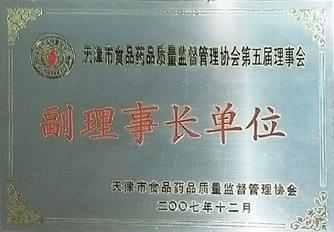 天津市食品药品质量监督管理协会第五届理事会
副理事长单位
天津市食品药品质量监督管理协会
二〇〇七年十二月